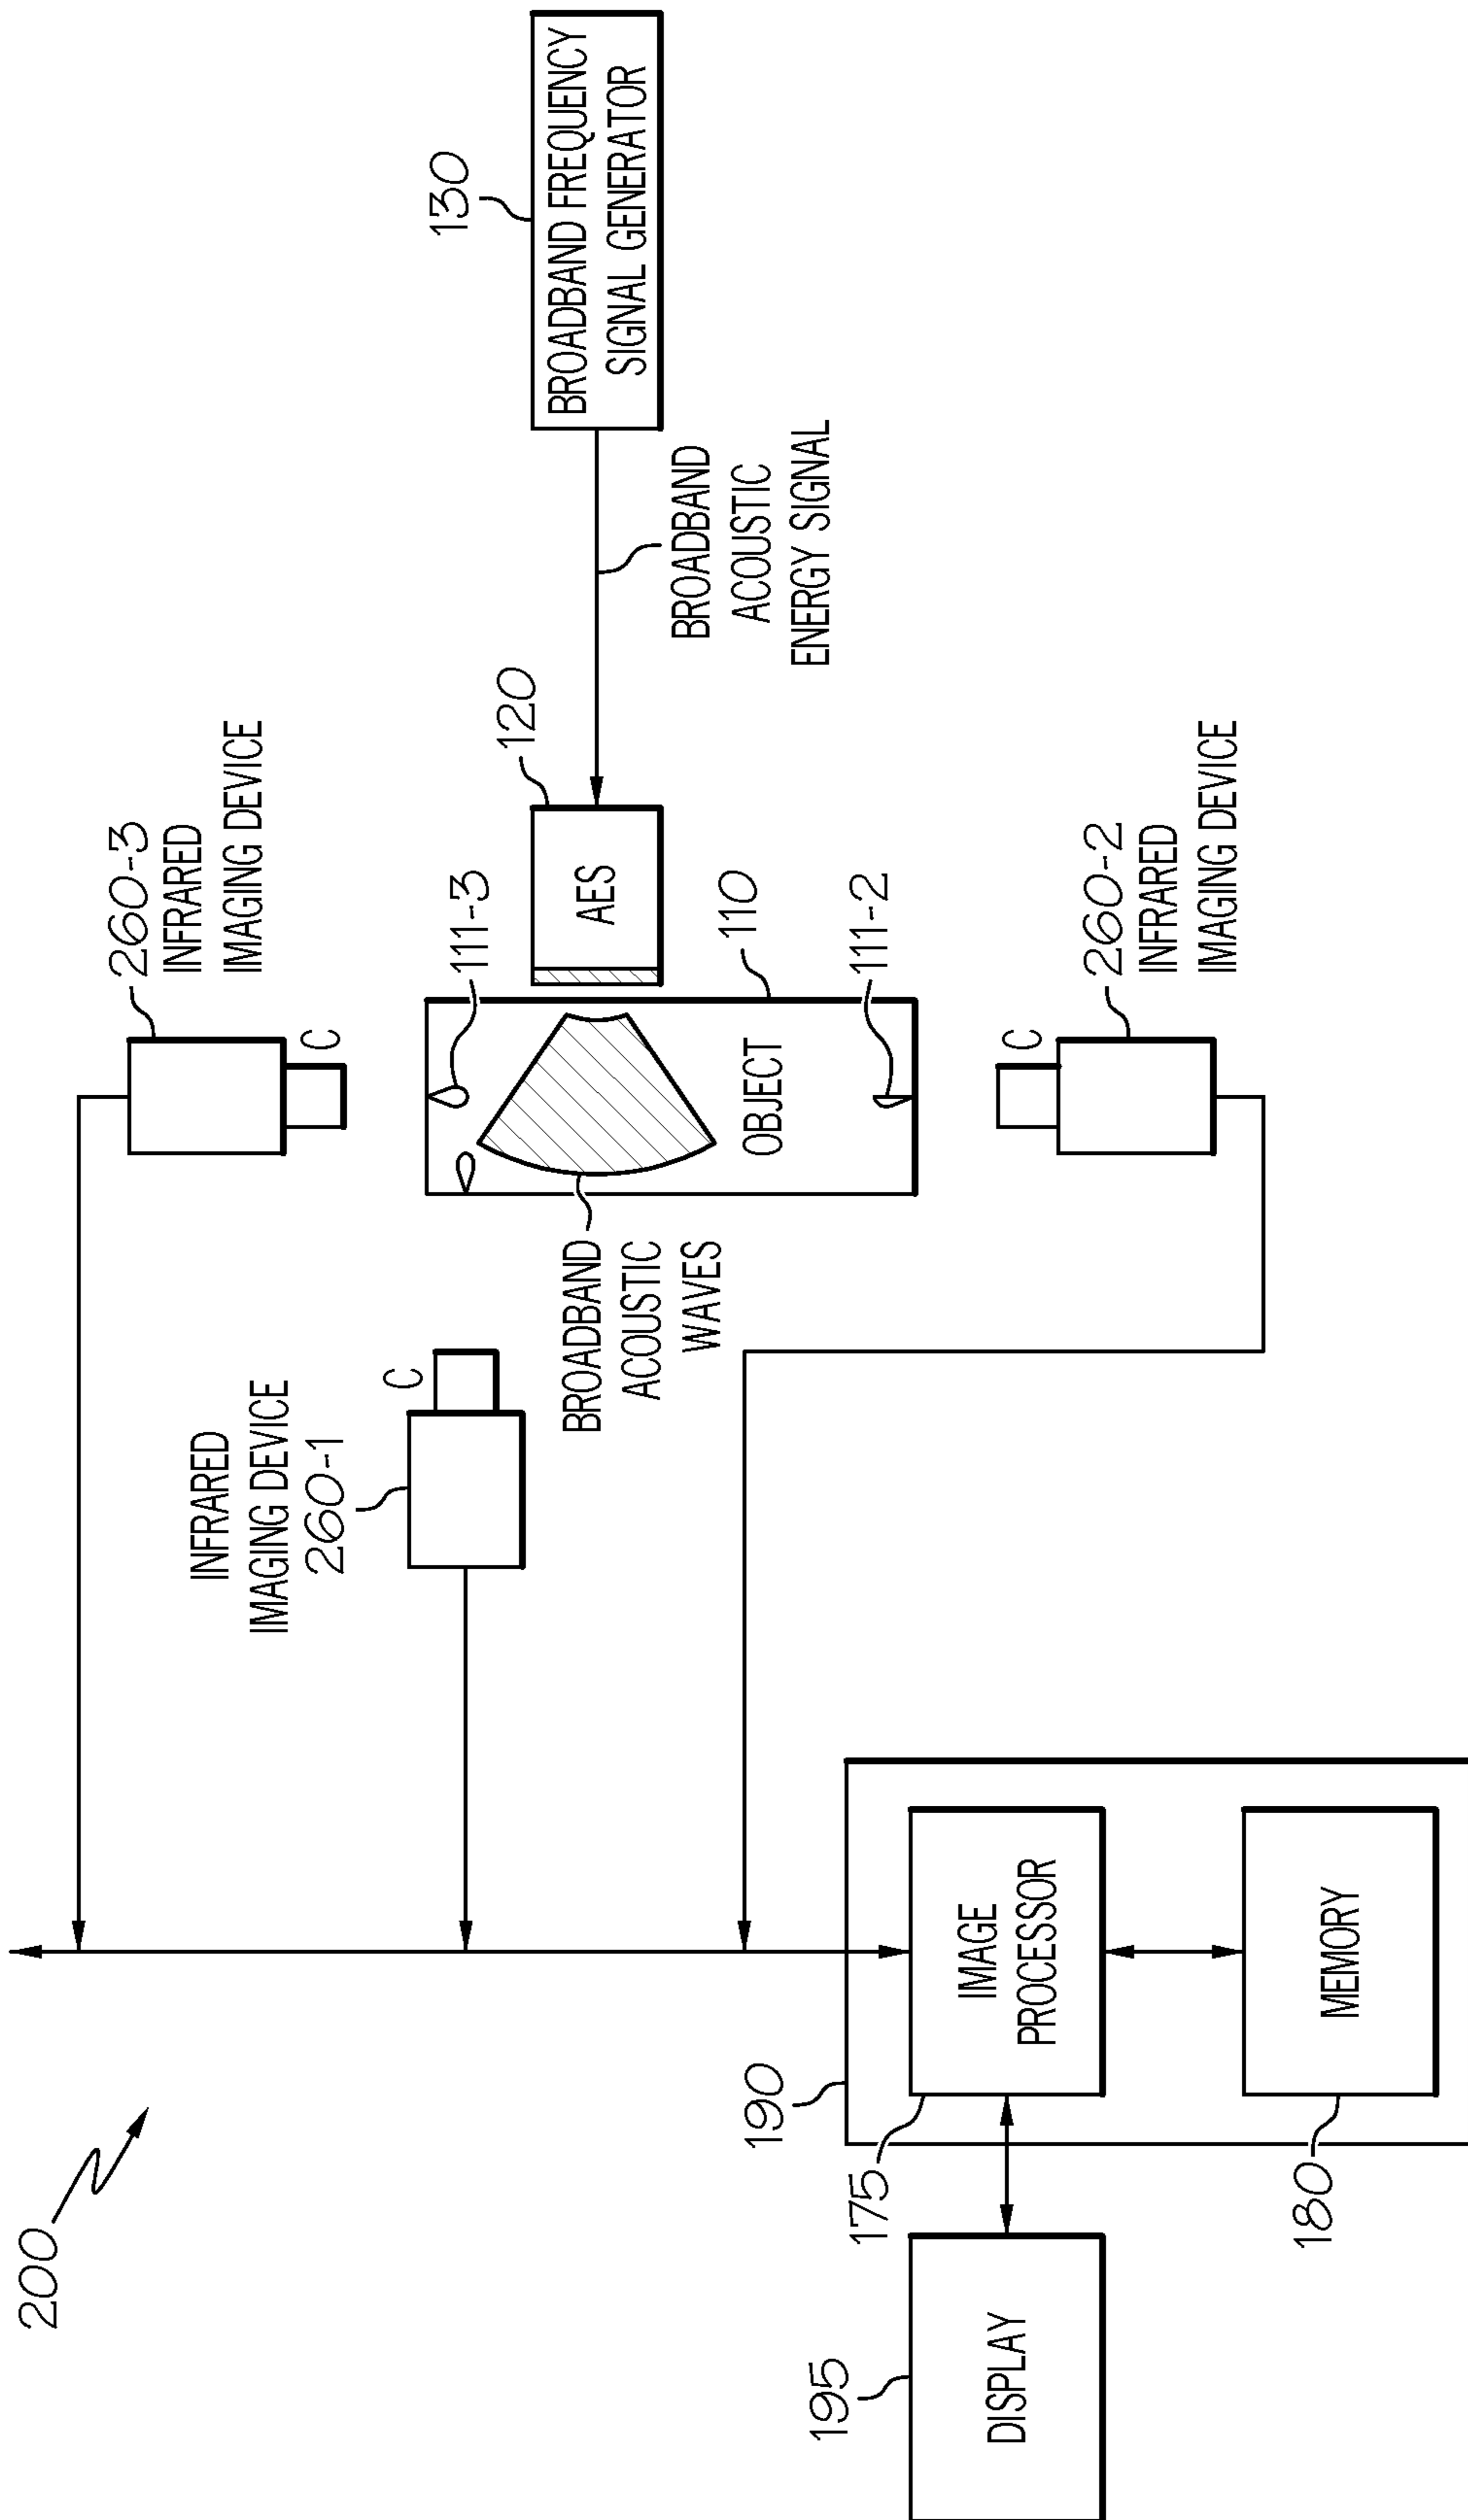 200
INFRARED
IMAGING DEVICE
260-1
C
260-3
INFRARED
IMAGING DEVICE
C
111-3
120
AES
130
BROADBAND FREQUENCY
SIGNAL GENERATOR
BROADBAND
ACOUSTIC
ENERGY SIGNAL
BROADBAND
ACOUSTIC
WAVES
OBJECT
110
111-2
C
260-2
INFRARED
IMAGING DEVICE
190
175
IMAGE
PROCESSOR
195
DISPLAY
180
MEMORY